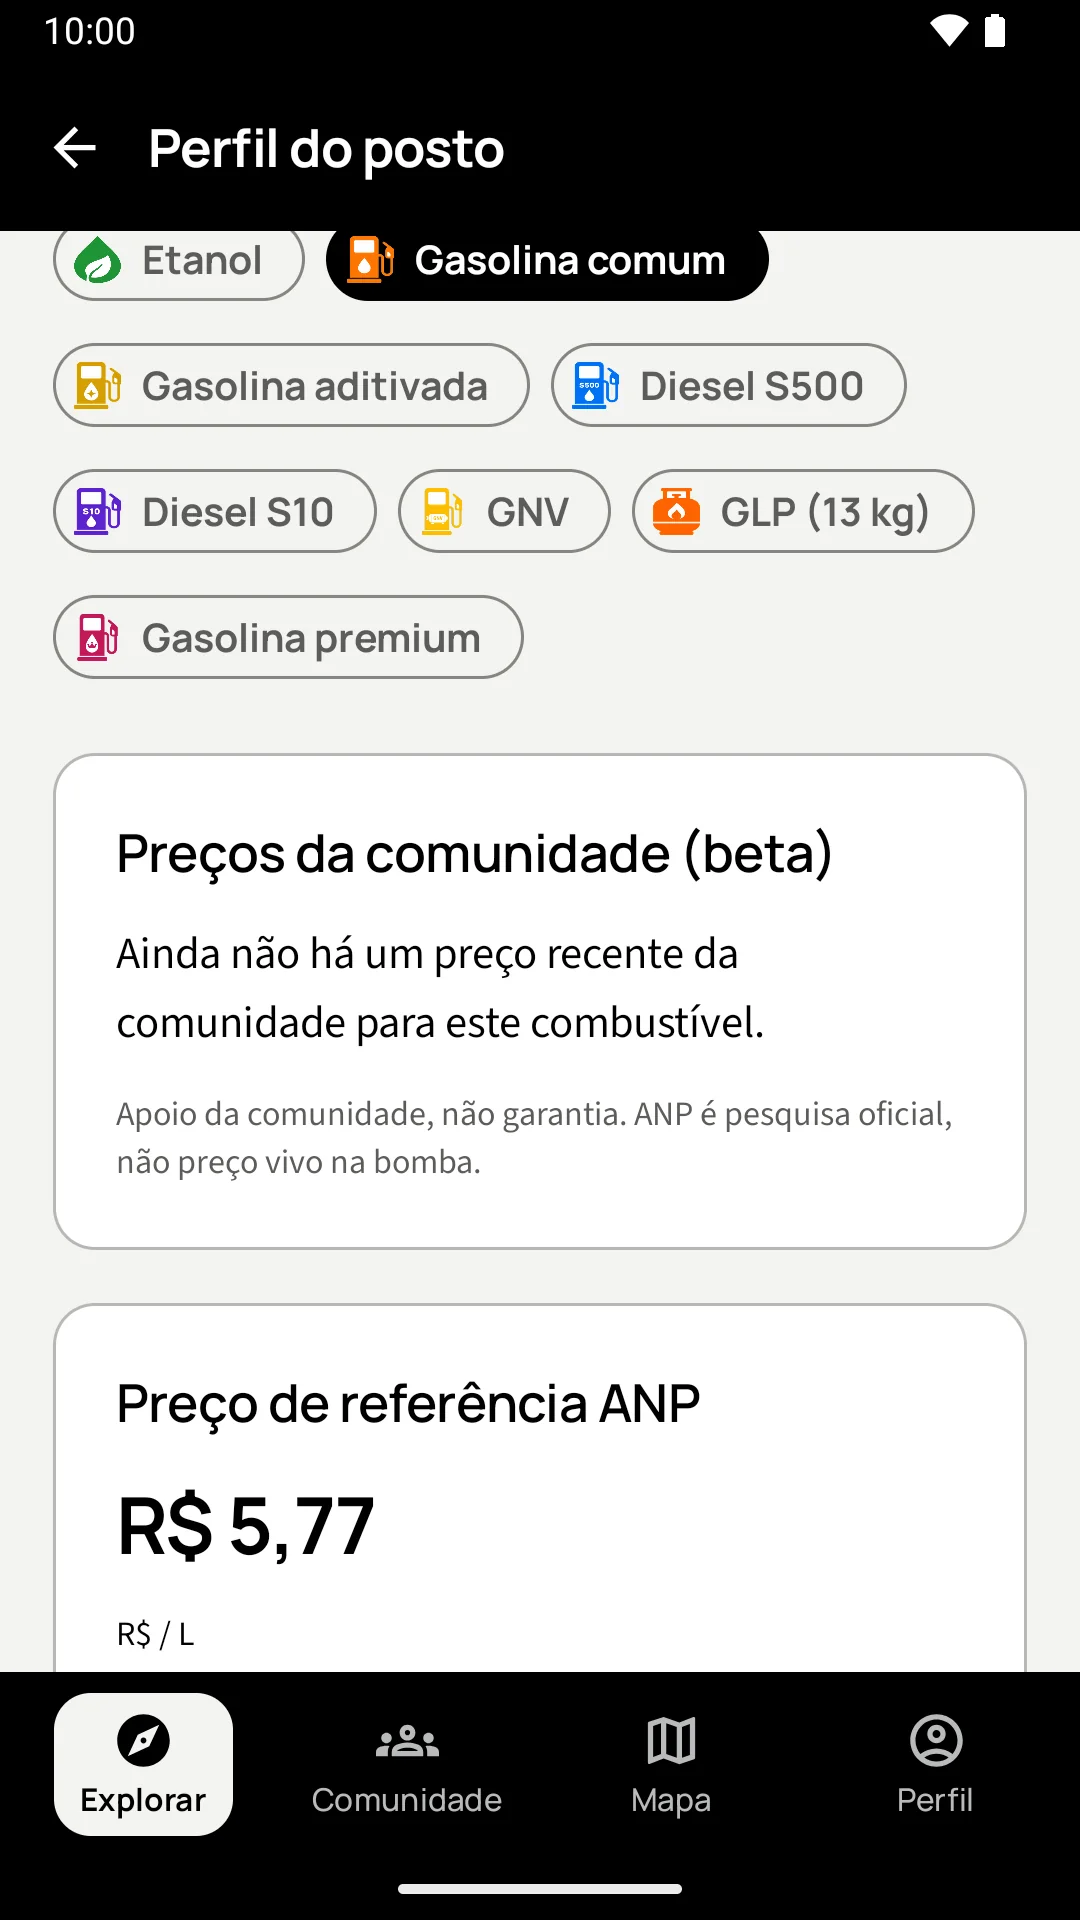 10:00
Perfil do posto
Etanol
Gasolina comum
Gasolina aditivada
Diesel S500
Diesel S10
GNV
GLP (13 kg)
Gasolina premium
Preços da comunidade (beta)
Ainda não há um preço recente da
comunidade para este combustível.
Apoio da comunidade, não garantia. ANP é pesquisa oficial,
não preço vivo na bomba.
Preço de referência ANP
R$ 5,77
R$ / L
Explorar
Comunidade
Mapa
Perfil